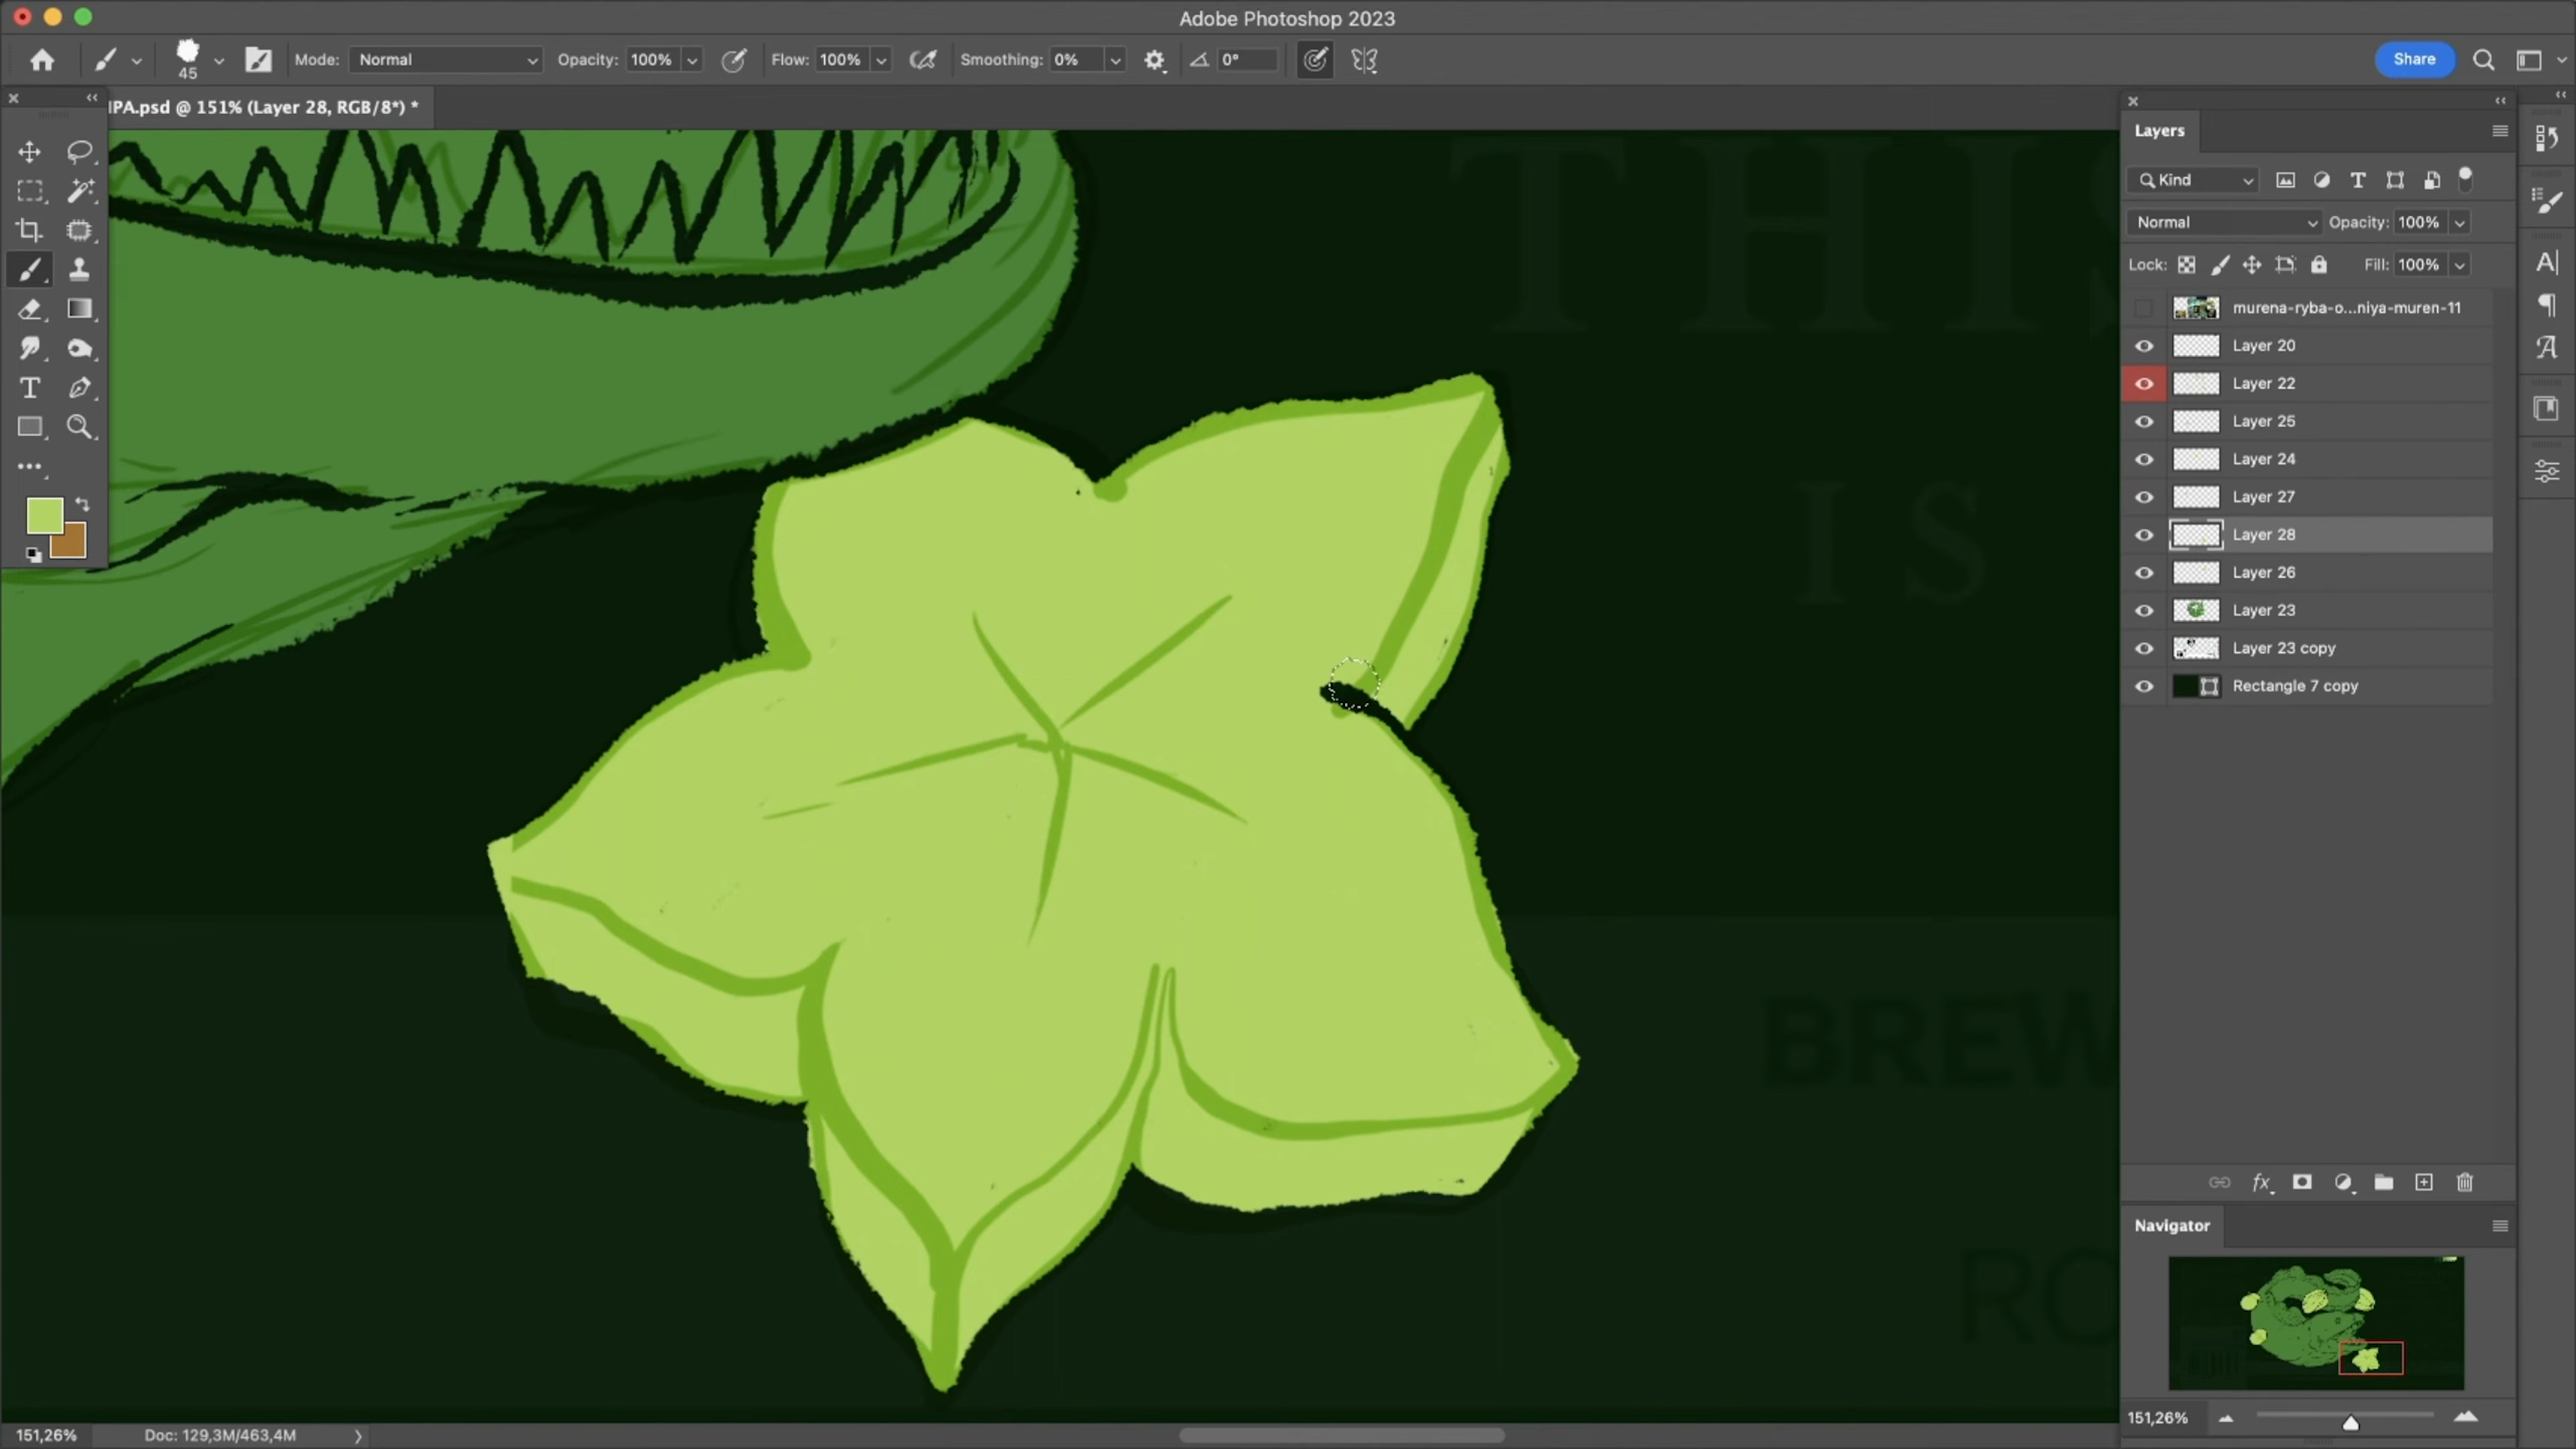 Adobe Photoshop 2023
45
Mode: Normal
Opacity: 100%
Flow: 100%
Smoothing: 0%
0°
Share
IPA.psd @ 151% (Layer 28, RGB/8*) *
Layers
Kind
Normal
Opacity: 100%
Lock:
Fill: 100%
murena-ryba-o...niya-muren-11
Layer 20
Layer 22
Layer 25
Layer 24
Layer 27
Layer 28
Layer 26
Layer 23
Layer 23 copy
Rectangle 7 copy
THIS
IS
BREW
RO
Navigator
151,26%
151,26%
Doc: 129,3M/463,4M